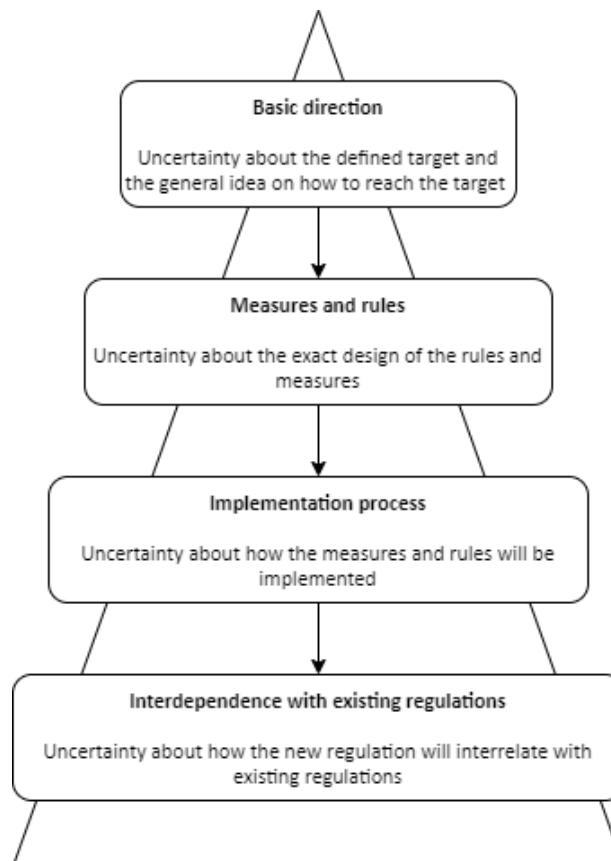 Basic direction
Uncertainty about the defined target and
the general idea on how to reach the target
Measures and rules
Uncertainty about the exact design of the rules and
measures
Implementation process
Uncertainty about how the measures and rules will be
implemented
Interdependence with existing regulations
Uncertainty about how the new regulation will interrelate with
existing regulations